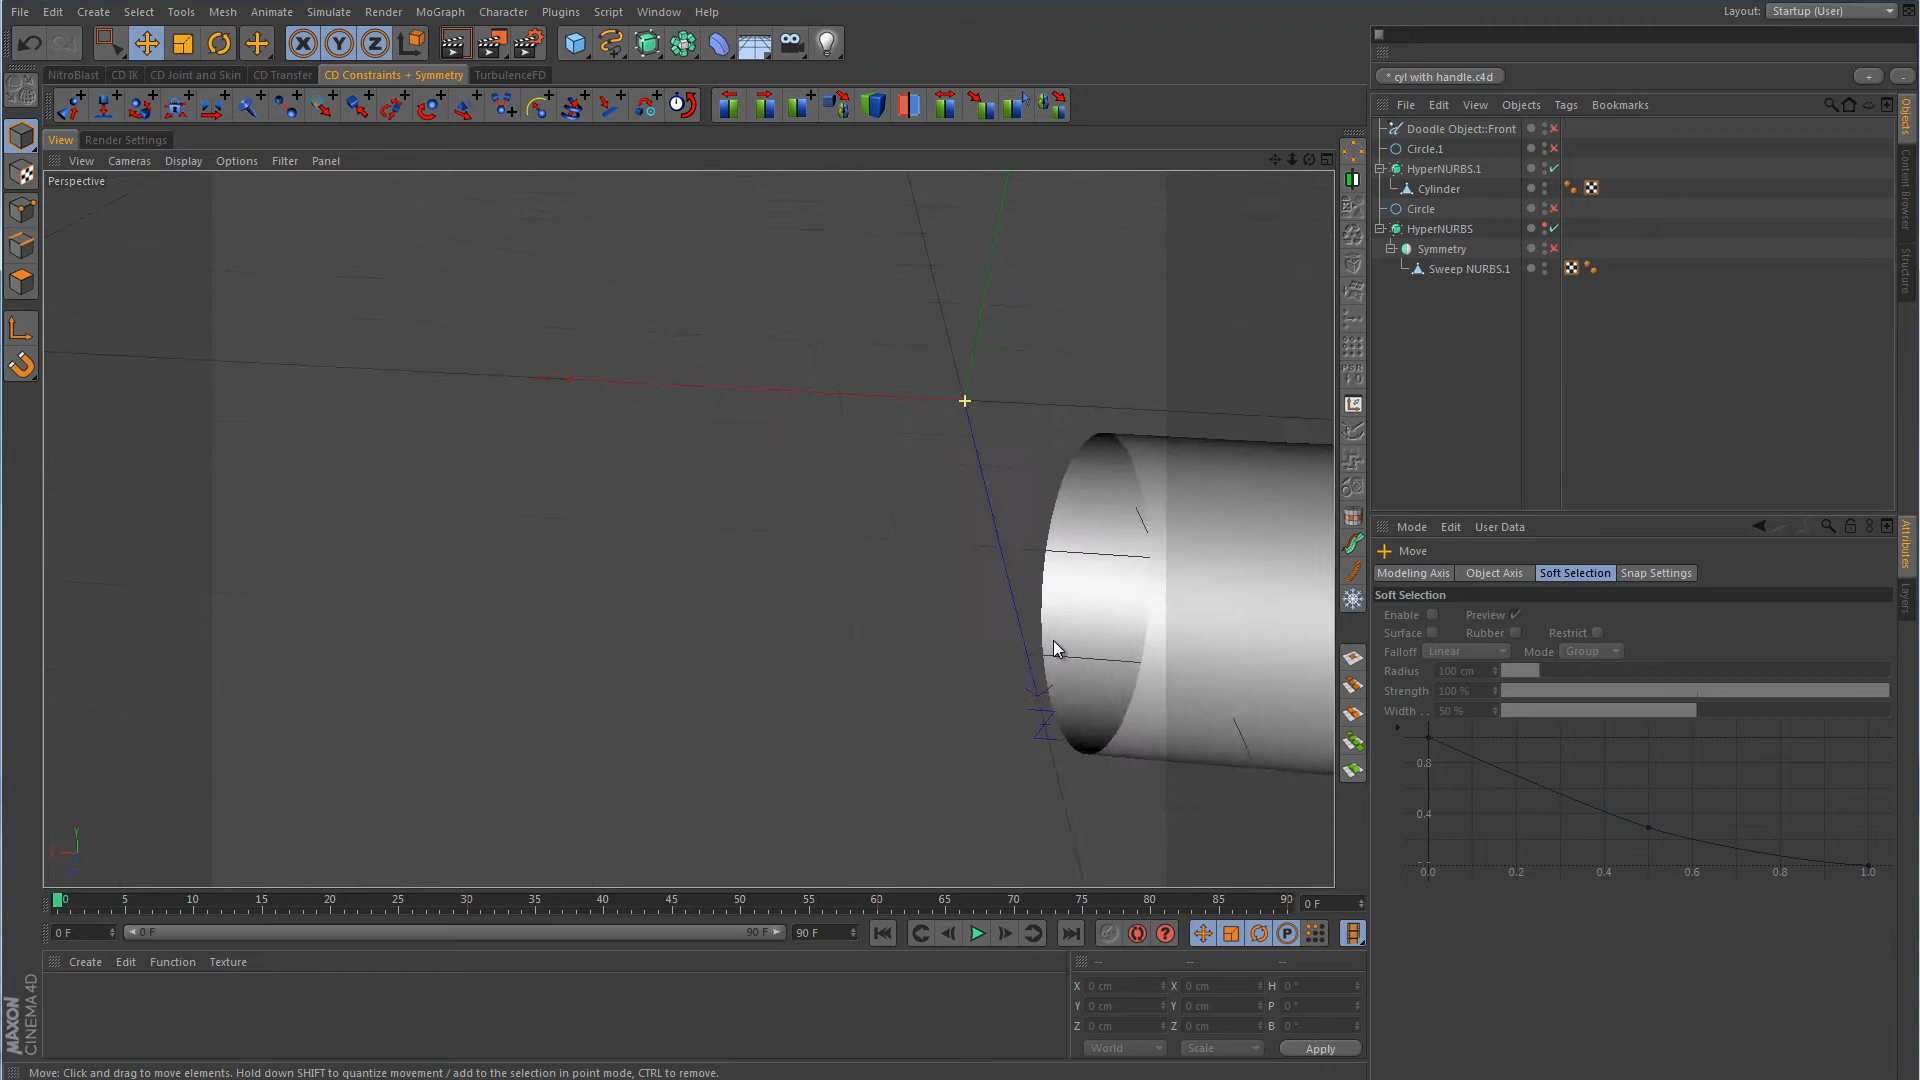 File Edit Create Select Tools Mesh Animate Simulate Render MoGraph Character Plugins Script Window Help
Layout: Startup (User)
NitroBlast CD IK CD Joint and Skin CD Transfer CD Constraints + Symmetry TurbulenceFD
* cyl with handle.c4d
+ -
File Edit View Objects Tags Bookmarks
View Render Settings
View Cameras Display Options Filter Panel
Perspective
Doodle Object::Front
Circle.1
HyperNURBS.1
Cylinder
Circle
HyperNURBS
Symmetry
Sweep NURBS.1
Objects
Content Browser
Structure
X Y Z
PSR
Z
Y
X
Z
Mode Edit User Data
Move
Modeling Axis Object Axis Soft Selection Snap Settings
Soft Selection
Enable Preview
Surface Rubber Restrict
Falloff Linear Mode Group
Radius 100 cm
Strength 100 %
Width . . 50 %
0.8
0.4
0.0 0.2 0.4 0.6 0.8 1.0
Attributes
Layers
0 5 10 15 20 25 30 35 40 45 50 55 60 65 70 75 80 85 90
0 F
0 F 0 F 90 F 90 F
Create Edit Function Texture
-- -- --
X 0 cm X 0 cm H 0 °
Y 0 cm Y 0 cm P 0 °
Z 0 cm Z 0 cm B 0 °
World Scale Apply
MAXON
CINEMA 4D
Move: Click and drag to move elements. Hold down SHIFT to quantize movement / add to the selection in point mode, CTRL to remove.